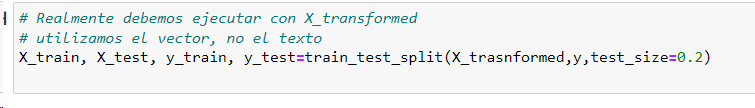 # Realmente debemos ejecutar con X_transformed
# utilizamos el vector, no el texto
X_train, X_test, y_train, y_test=train_test_split(X_trasnformed,y,test_size=0.2)